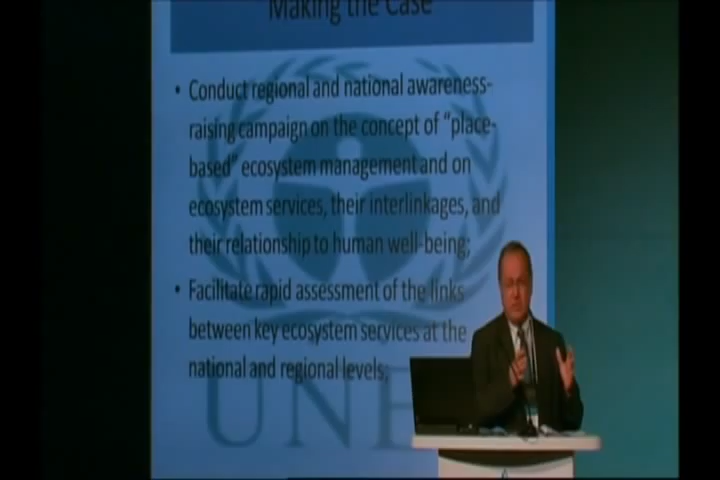 Making the Case
• Conduct regional and national awareness-
raising campaign on the concept of "place-
based" ecosystem management and on
ecosystem services, their interlinkages, and
their relationship to human well-being;
• Facilitate rapid assessment of the links
between key ecosystem services at the
national and regional levels;
UNE